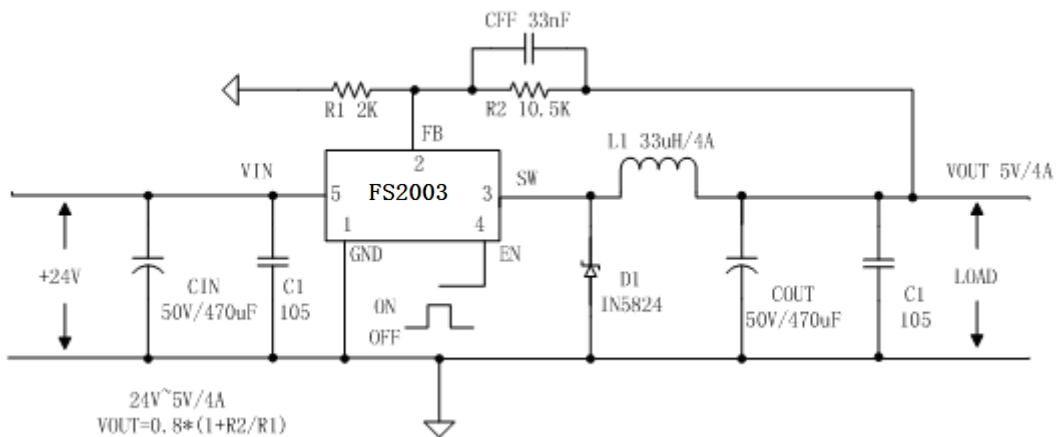 CFF 33nF
R1 2K
R2 10.5K
FB
L1 33uH/4A
VIN
2
SW
VOUT 5V/4A
5
FS2003
3
1
4
GND
EN
+24V
CIN
50V/470uF
C1
105
ON
OFF
D1
IN5824
COUT
50V/470uF
C1
105
LOAD
24V~5V/4A
VOUT=0.8*(1+R2/R1)